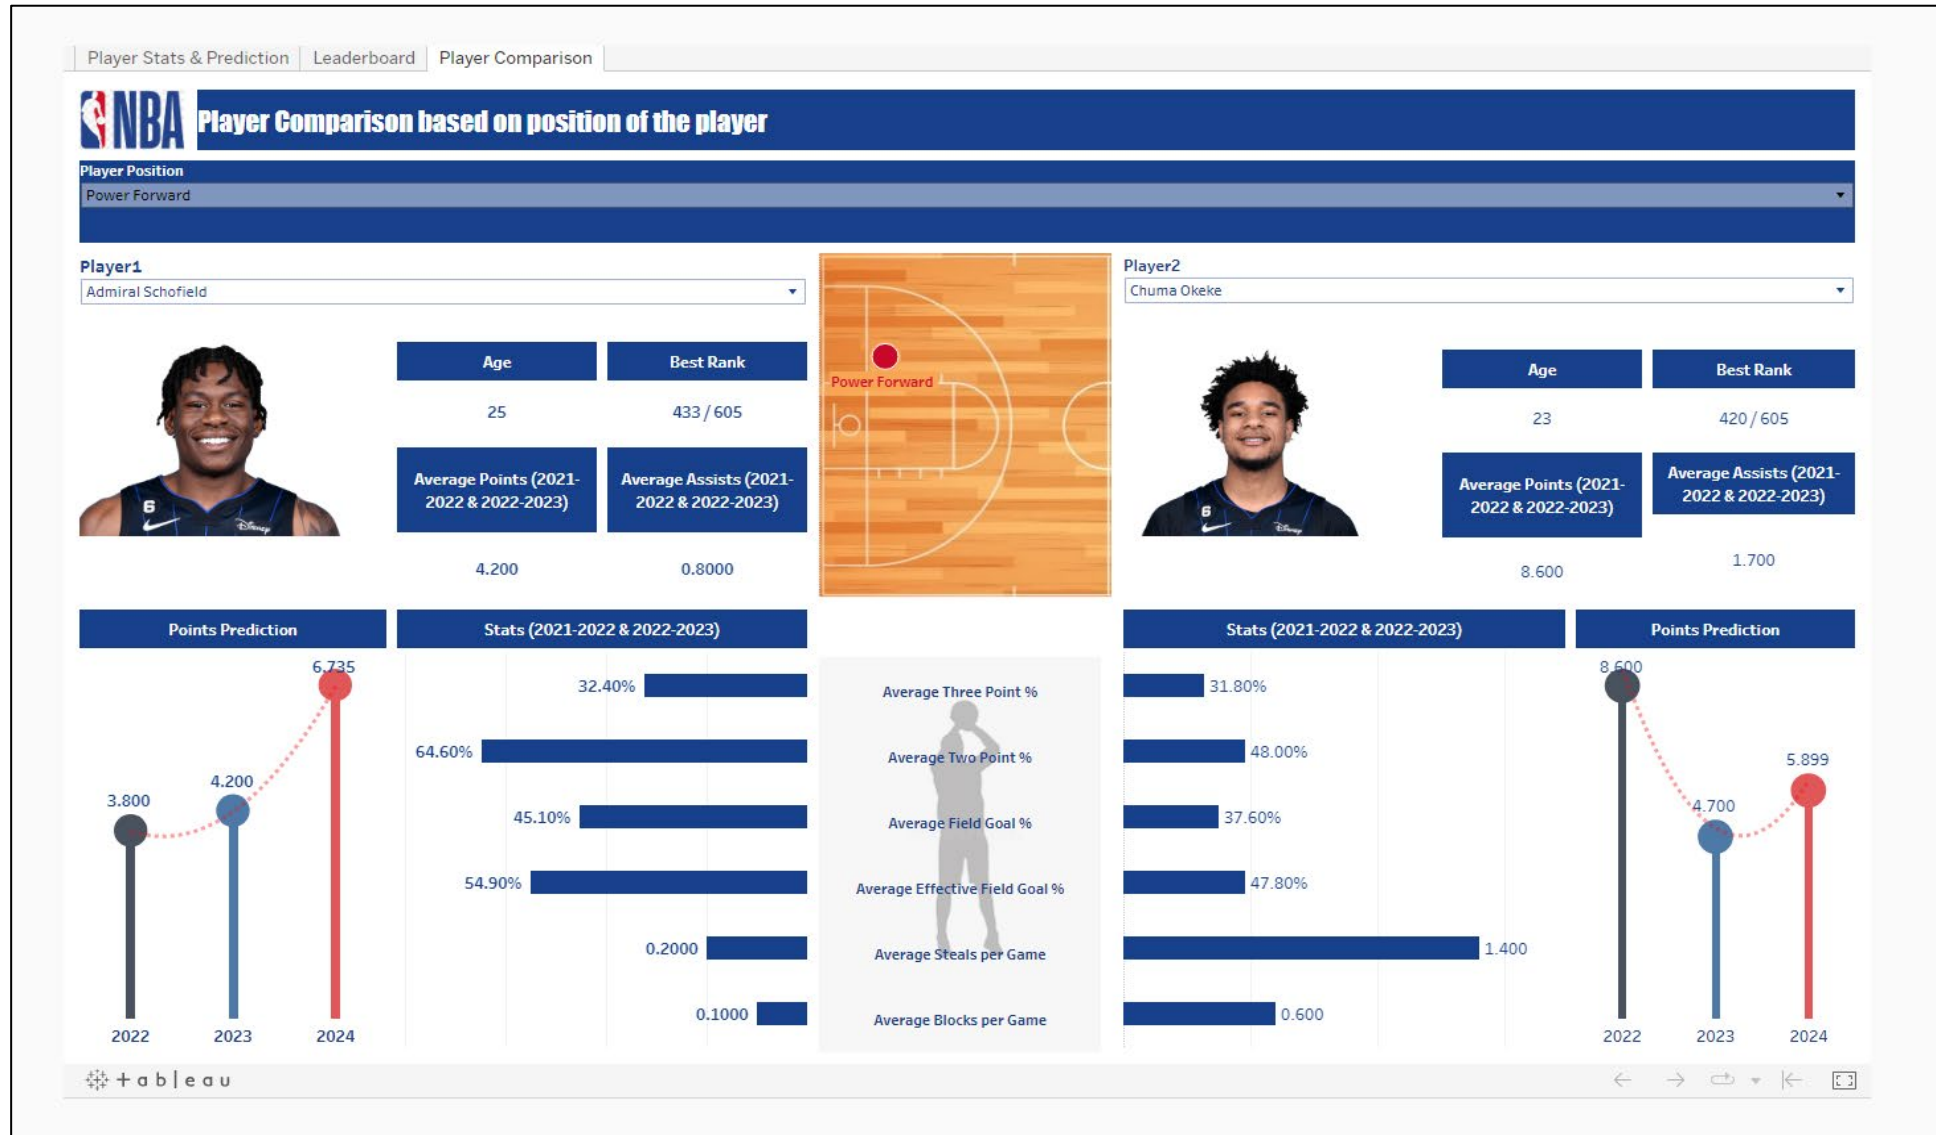 Player Stats & Prediction
Leaderboard
Player Comparison
NBA
Player Comparison based on position of the player
Player Position
Power Forward
Player1
Admiral Schofield
Age
Best Rank
25
433 / 605
Average Points (2021-
2022 & 2022-2023)
Average Assists (2021-
2022 & 2022-2023)
4.200
0.8000
6
Disney
Power Forward
Player2
Chuma Okeke
Age
Best Rank
23
420 / 605
Average Points (2021-
2022 & 2022-2023)
Average Assists (2021-
2022 & 2022-2023)
8.600
1.700
6
Disney
Points Prediction
6.735
4.200
3.800
2022
2023
2024
Stats (2021-2022 & 2022-2023)
32.40%
64.60%
45.10%
54.90%
0.2000
0.1000
Average Three Point %
Average Two Point %
Average Field Goal %
Average Effective Field Goal %
Average Steals per Game
Average Blocks per Game
Stats (2021-2022 & 2022-2023)
31.80%
48.00%
37.60%
47.80%
1.400
0.600
Points Prediction
8.600
5.899
4.700
2022
2023
2024
+ableau